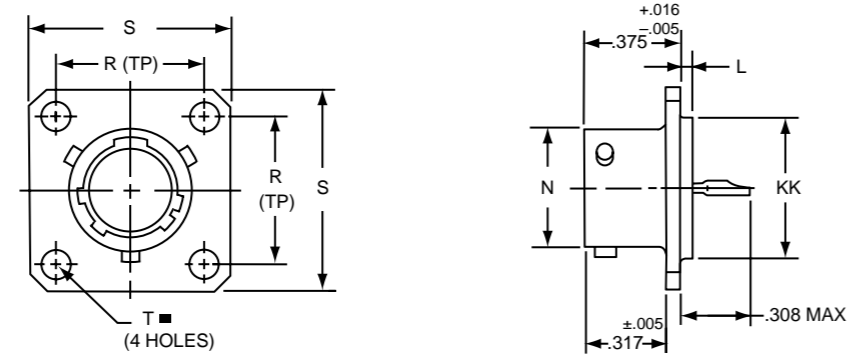 S
R (TP)
R
(TP)
S
T ■
(4 HOLES)
+.016
–.005
.375
L
N
KK
.308 MAX
±.005
.317